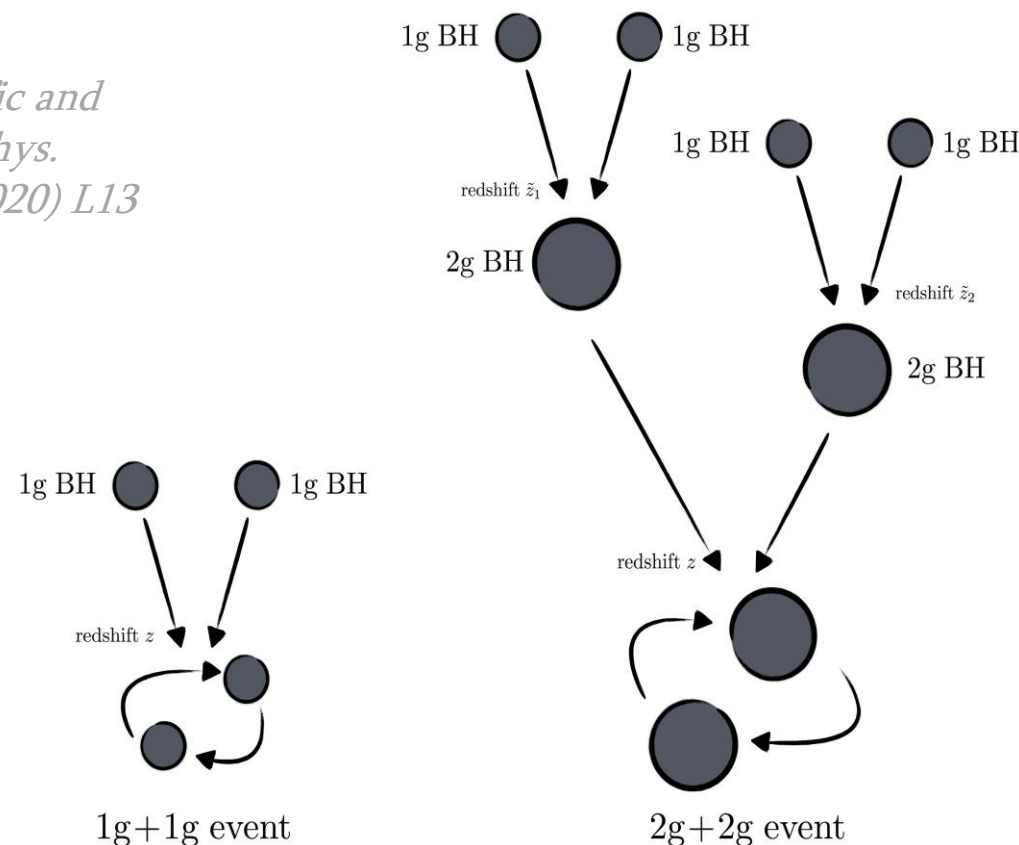 ic and
hys.
020) L13
1g BH 1g BH
1g BH 1g BH
redshift z̃₁
2g BH
redshift z̃₂
2g BH
1g BH 1g BH
redshift z
redshift z
1g+1g event
2g+2g event